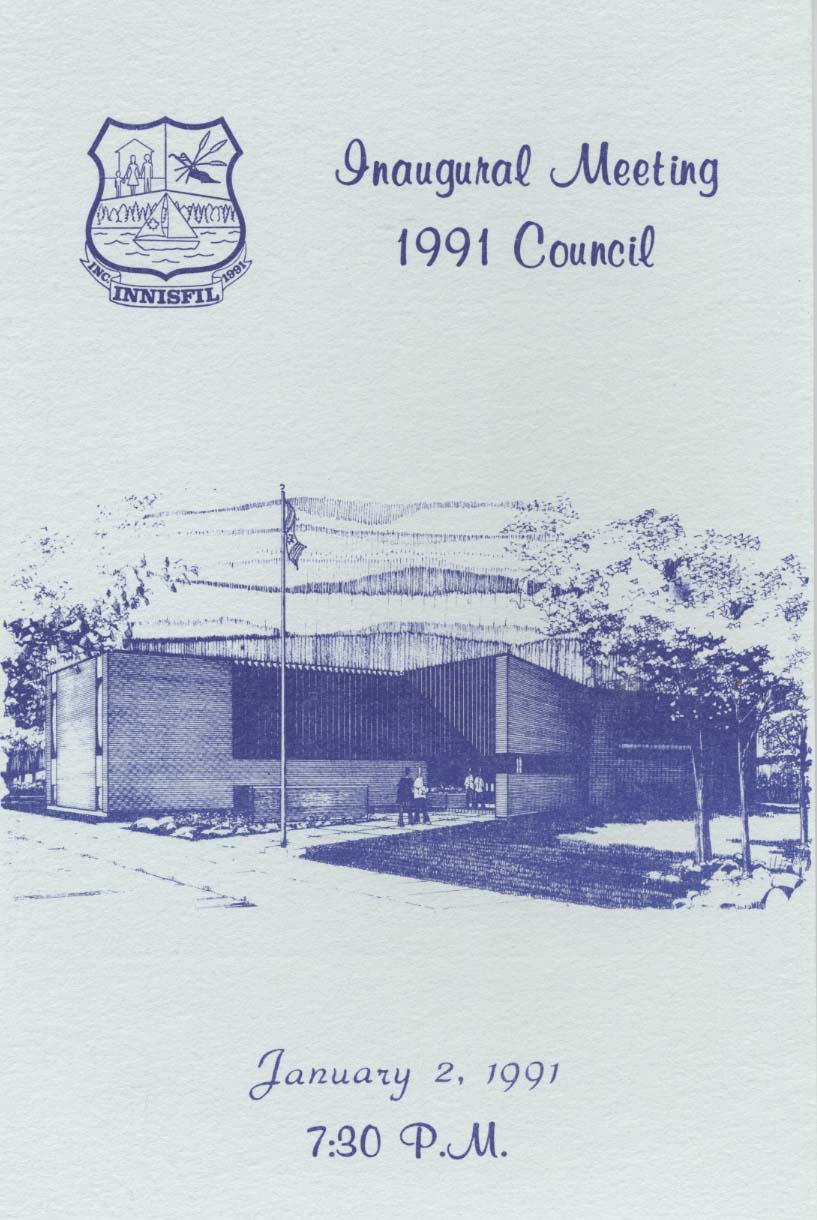 Inaugural Meeting
1991 Council
INC. 1991
INNISFIL
January 2, 1991
7:30 P.M.